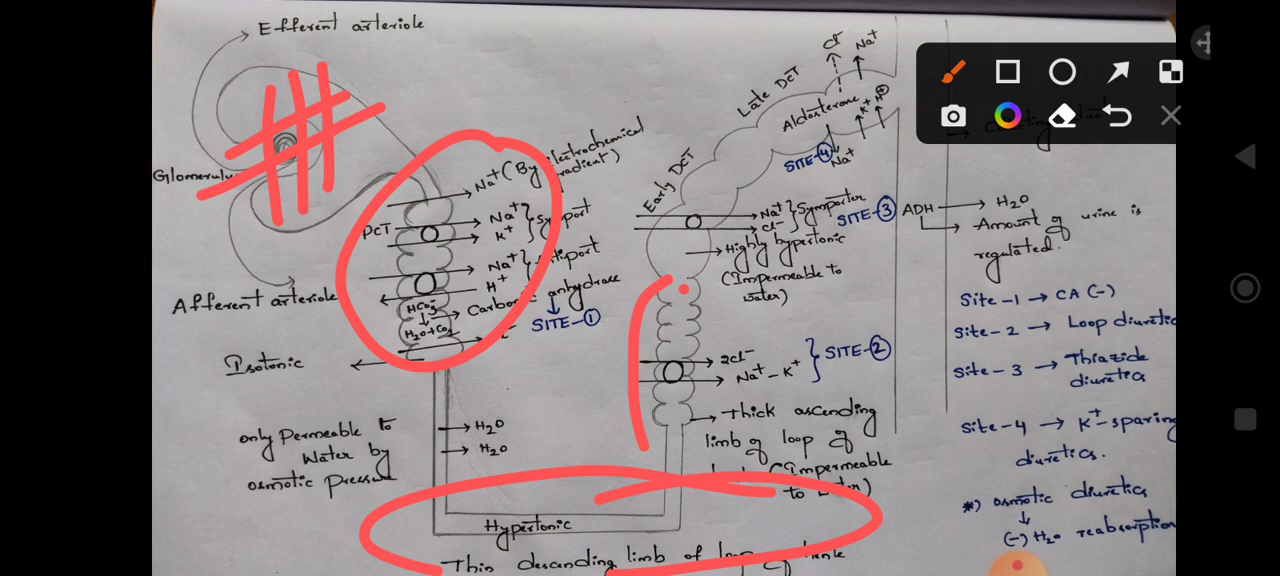 Efferent arteriole
Glomerulu
Afferent arteriole
Na⁺ (By electrochemical
gradient)
PCT
Na⁺
K⁺
} Symport
Na⁺
H⁺
HCO₃⁻
↓
H₂O+CO₂
→ Carbonic anhydrase
↓
SITE-①
Isotonic
only permeable to
Water by
osmotic pressure
→ H₂O
→ H₂O
Hypertonic
Thin descending limb of
Early DCT
Late DCT
Cl⁻
Na⁺
Aldosterone
K⁺ H⁺
Na⁺
SITE-④
Na⁺
Cl⁻
} Symporter
SITE-③
→ Highly hypertonic
(Impermeable to
water)
→ 2Cl⁻
→ Na⁺-K⁺
} SITE-②
→ Thick ascending
limb of loop of
(Impermeable
to water)
ADH → H₂O
→ Amount of urine is
regulated.
Site-1 → CA (-)
Site-2 → Loop diuretic
Site-3 → Thiazide
diuretics
Site-4 → K⁺-sparing
diuretics.
*) osmotic diuretics
↓
(-) H₂O reabsorption